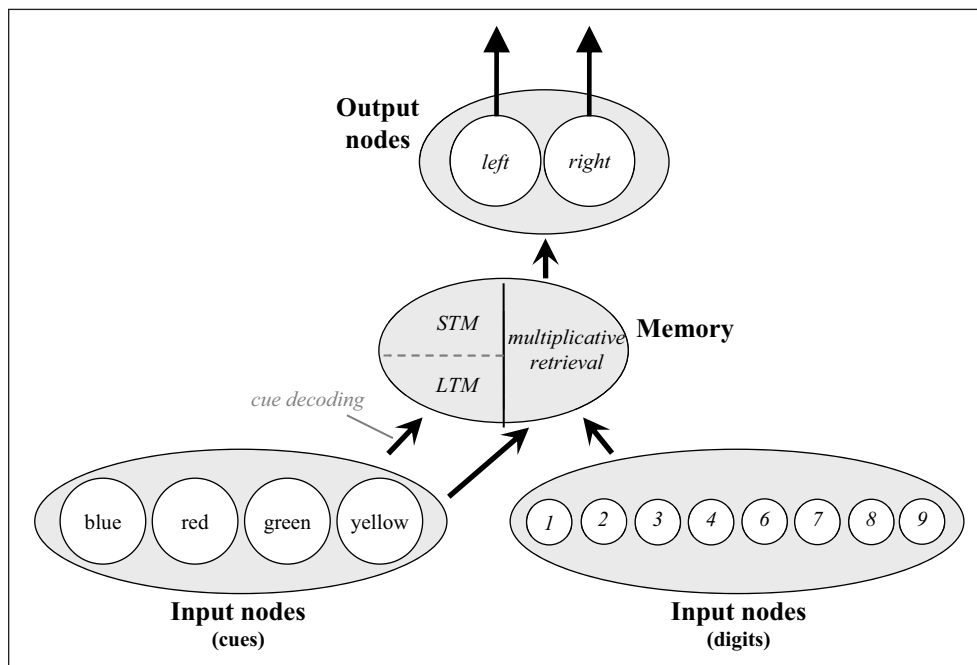 Output
nodes
left
right
STM
LTM
multiplicative
retrieval
Memory
cue decoding
blue
red
green
yellow
1
2
3
4
6
7
8
9
Input nodes
(cues)
Input nodes
(digits)